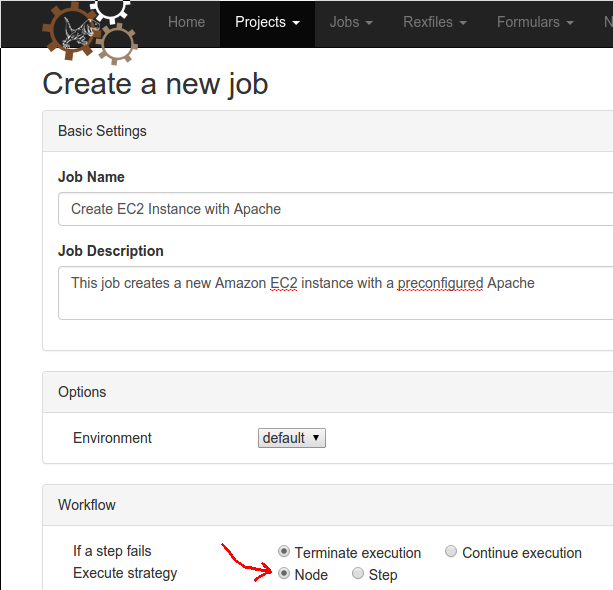 Home Projects Jobs Rexfiles Formulars N
Create a new job
Basic Settings
Job Name
Create EC2 Instance with Apache
Job Description
This job creates a new Amazon EC2 instance with a preconfigured Apache
Options
Environment default
Workflow
If a step fails Terminate execution Continue execution
Execute strategy Node Step